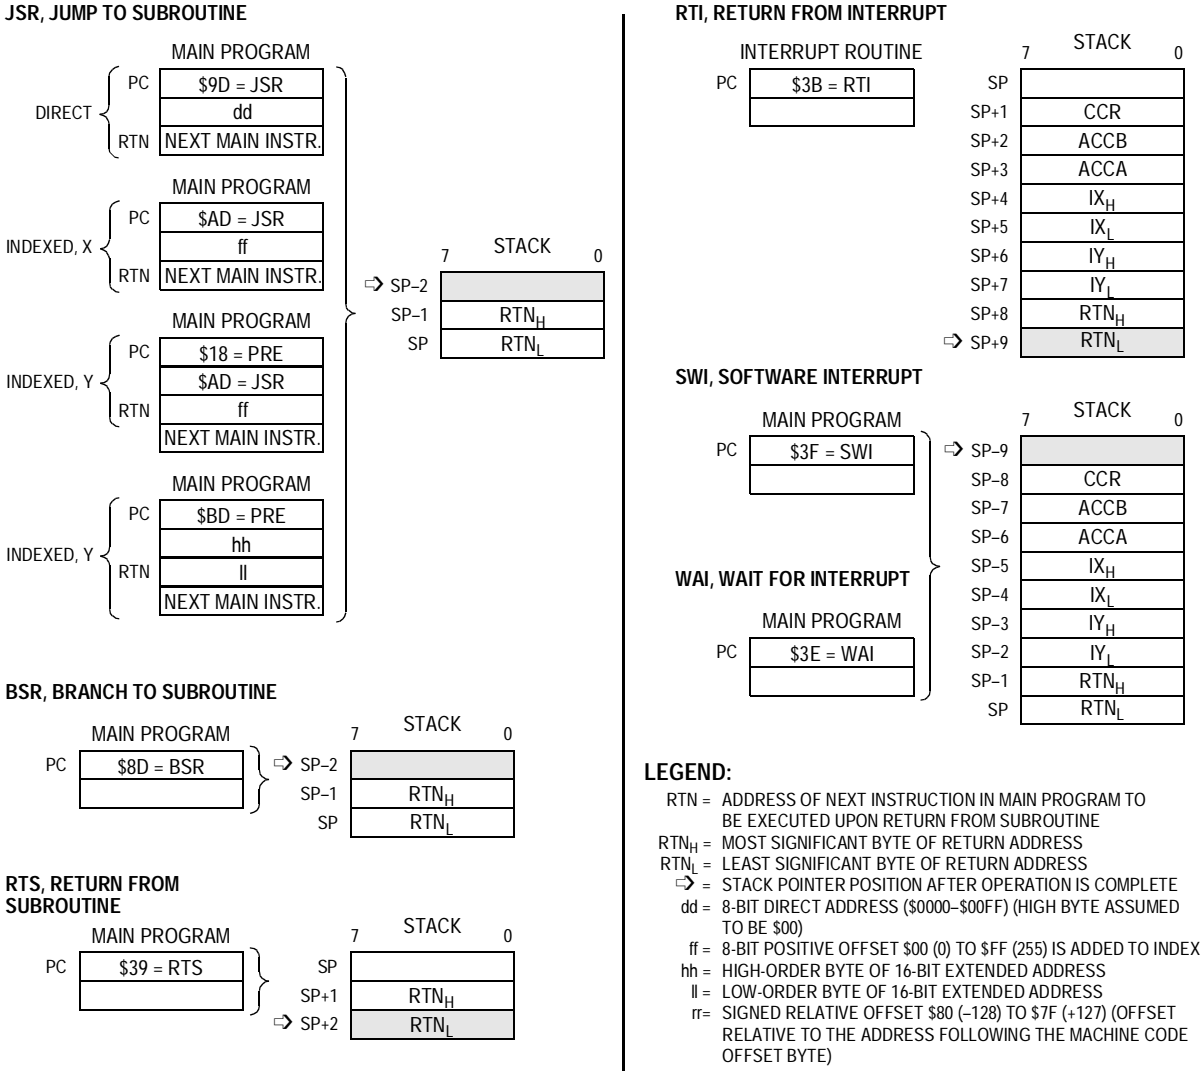 JSR, JUMP TO SUBROUTINE
MAIN PROGRAM
DIRECT
PC $9D = JSR
dd
RTN NEXT MAIN INSTR.
MAIN PROGRAM
INDEXED, X
PC $AD = JSR
ff
RTN NEXT MAIN INSTR.
MAIN PROGRAM
INDEXED, Y
PC $18 = PRE
$AD = JSR
RTN ff
NEXT MAIN INSTR.
MAIN PROGRAM
INDEXED, Y
PC $BD = PRE
hh
RTN ll
NEXT MAIN INSTR.
7 STACK 0
SP–2
SP–1 RTNH
SP RTNL
BSR, BRANCH TO SUBROUTINE
MAIN PROGRAM
PC $8D = BSR
7 STACK 0
SP–2
SP–1 RTNH
SP RTNL
RTS, RETURN FROM
SUBROUTINE
MAIN PROGRAM
PC $39 = RTS
7 STACK 0
SP
SP+1 RTNH
SP+2 RTNL
RTI, RETURN FROM INTERRUPT
INTERRUPT ROUTINE
PC $3B = RTI
7 STACK 0
SP
SP+1 CCR
SP+2 ACCB
SP+3 ACCA
SP+4 IXH
SP+5 IXL
SP+6 IYH
SP+7 IYL
SP+8 RTNH
SP+9 RTNL
SWI, SOFTWARE INTERRUPT
MAIN PROGRAM
PC $3F = SWI
WAI, WAIT FOR INTERRUPT
MAIN PROGRAM
PC $3E = WAI
7 STACK 0
SP–9
SP–8 CCR
SP–7 ACCB
SP–6 ACCA
SP–5 IXH
SP–4 IXL
SP–3 IYH
SP–2 IYL
SP–1 RTNH
SP RTNL
LEGEND:
RTN = ADDRESS OF NEXT INSTRUCTION IN MAIN PROGRAM TO
BE EXECUTED UPON RETURN FROM SUBROUTINE
RTNH = MOST SIGNIFICANT BYTE OF RETURN ADDRESS
RTNL = LEAST SIGNIFICANT BYTE OF RETURN ADDRESS
= STACK POINTER POSITION AFTER OPERATION IS COMPLETE
dd = 8-BIT DIRECT ADDRESS ($0000–$00FF) (HIGH BYTE ASSUMED
TO BE $00)
ff = 8-BIT POSITIVE OFFSET $00 (0) TO $FF (255) IS ADDED TO INDEX
hh = HIGH-ORDER BYTE OF 16-BIT EXTENDED ADDRESS
ll = LOW-ORDER BYTE OF 16-BIT EXTENDED ADDRESS
rr= SIGNED RELATIVE OFFSET $80 (–128) TO $7F (+127) (OFFSET
RELATIVE TO THE ADDRESS FOLLOWING THE MACHINE CODE
OFFSET BYTE)